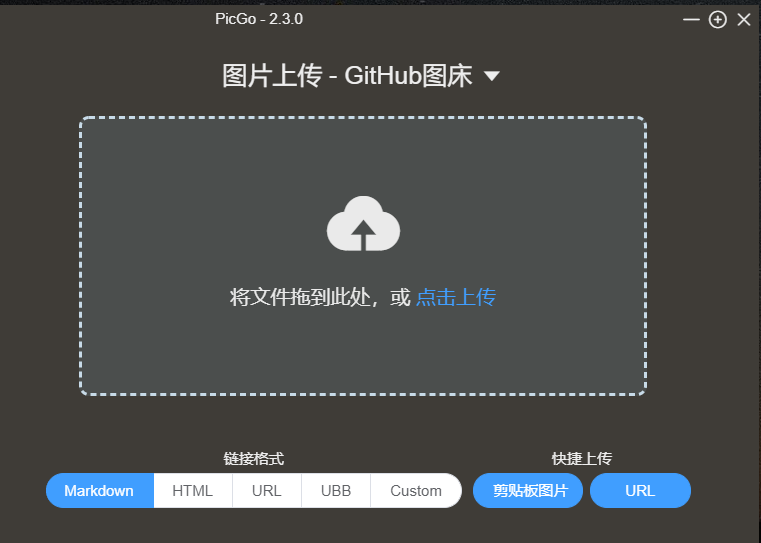 PicGo - 2.3.0
图片上传 - GitHub图床
将文件拖到此处，或 点击上传
链接格式 快捷上传
Markdown HTML URL UBB Custom 剪贴板图片 URL